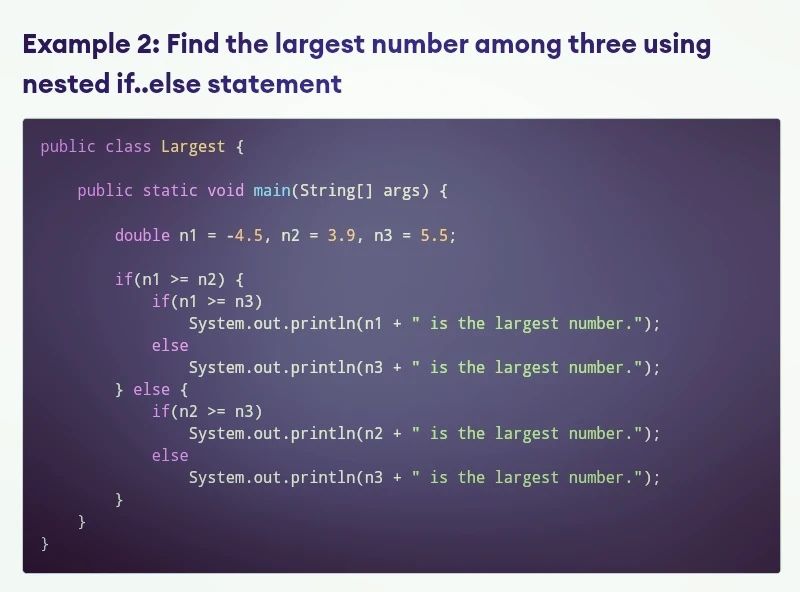 Example 2: Find the largest number among three using
nested if..else statement
public class Largest {
public static void main(String[] args) {
double n1 = -4.5, n2 = 3.9, n3 = 5.5;
if(n1 >= n2) {
if(n1 >= n3)
System.out.println(n1 + " is the largest number.");
else
System.out.println(n3 + " is the largest number.");
} else {
if(n2 >= n3)
System.out.println(n2 + " is the largest number.");
else
System.out.println(n3 + " is the largest number.");
}
}
}